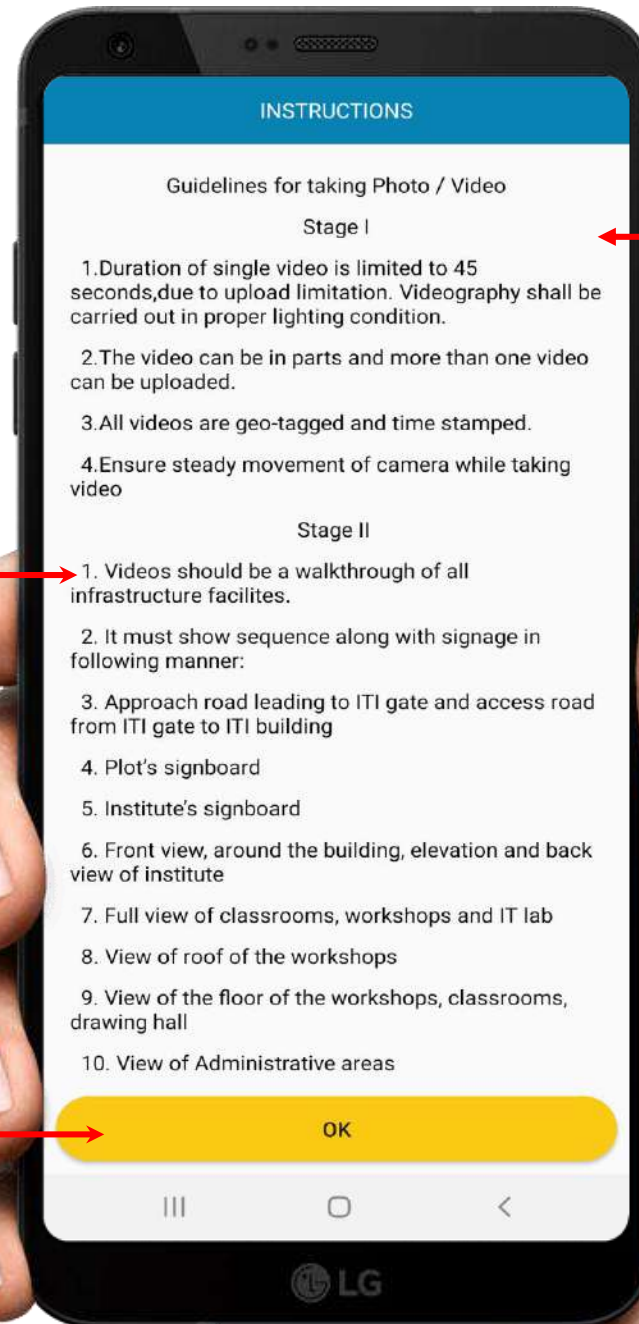 INSTRUCTIONS
Guidelines for taking Photo / Video
Stage I
1.Duration of single video is limited to 45
seconds,due to upload limitation. Videography shall be
carried out in proper lighting condition.
2.The video can be in parts and more than one video
can be uploaded.
3.All videos are geo-tagged and time stamped.
4.Ensure steady movement of camera while taking
video
Stage II
1. Videos should be a walkthrough of all
infrastructure facilites.
2. It must show sequence along with signage in
following manner:
3. Approach road leading to ITI gate and access road
from ITI gate to ITI building
4. Plot's signboard
5. Institute's signboard
6. Front view, around the building, elevation and back
view of institute
7. Full view of classrooms, workshops and IT lab
8. View of roof of the workshops
9. View of the floor of the workshops, classrooms,
drawing hall
10. View of Administrative areas
OK
LG